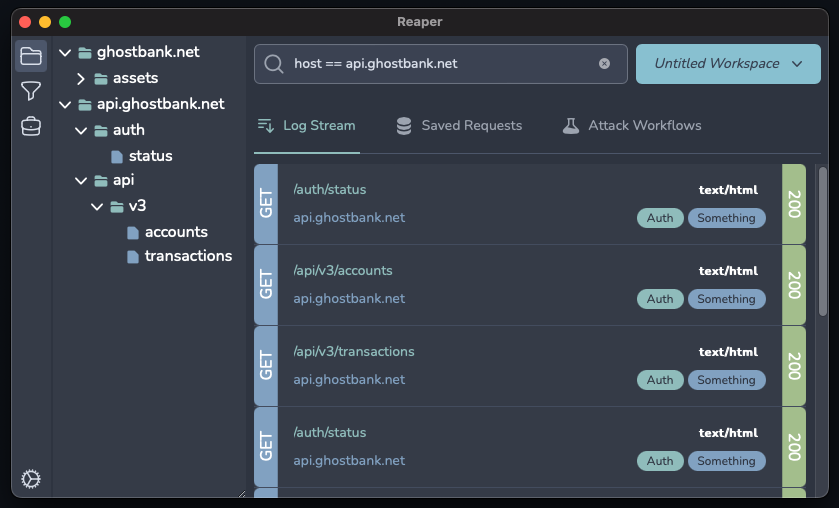 Reaper
ghostbank.net
assets
api.ghostbank.net
auth
status
api
v3
accounts
transactions
host == api.ghostbank.net
Untitled Workspace
Log Stream
Saved Requests
Attack Workflows
GET
/auth/status
text/html
api.ghostbank.net
Auth
Something
200
GET
/api/v3/accounts
text/html
api.ghostbank.net
Auth
Something
200
GET
/api/v3/transactions
text/html
api.ghostbank.net
Auth
Something
200
GET
/auth/status
text/html
api.ghostbank.net
Auth
Something
200